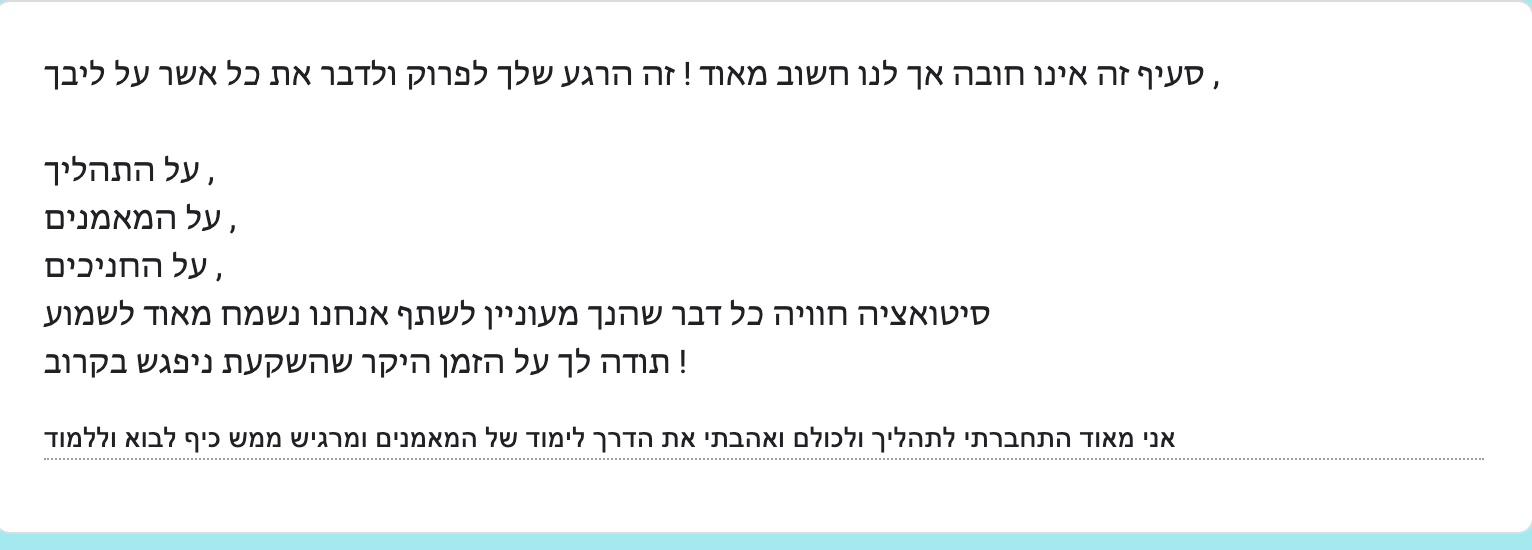 סעיף זה אינו חובה אך לנו חשוב מאוד ! זה הרגע שלך לפרוק ולדבר את כל אשר על ליבך ,
על התהליך ,
על המאמנים ,
על החניכים ,
סיטואציה חוויה כל דבר שהנך מעוניין לשתף אנחנו נשמח מאוד לשמוע
תודה לך על הזמן היקר שהשקעת ניפגש בקרוב !
אני מאוד התחברתי לתהליך ולכולם ואהבתי את הדרך לימוד של המאמנים ומרגיש ממש כיף לבוא וללמוד